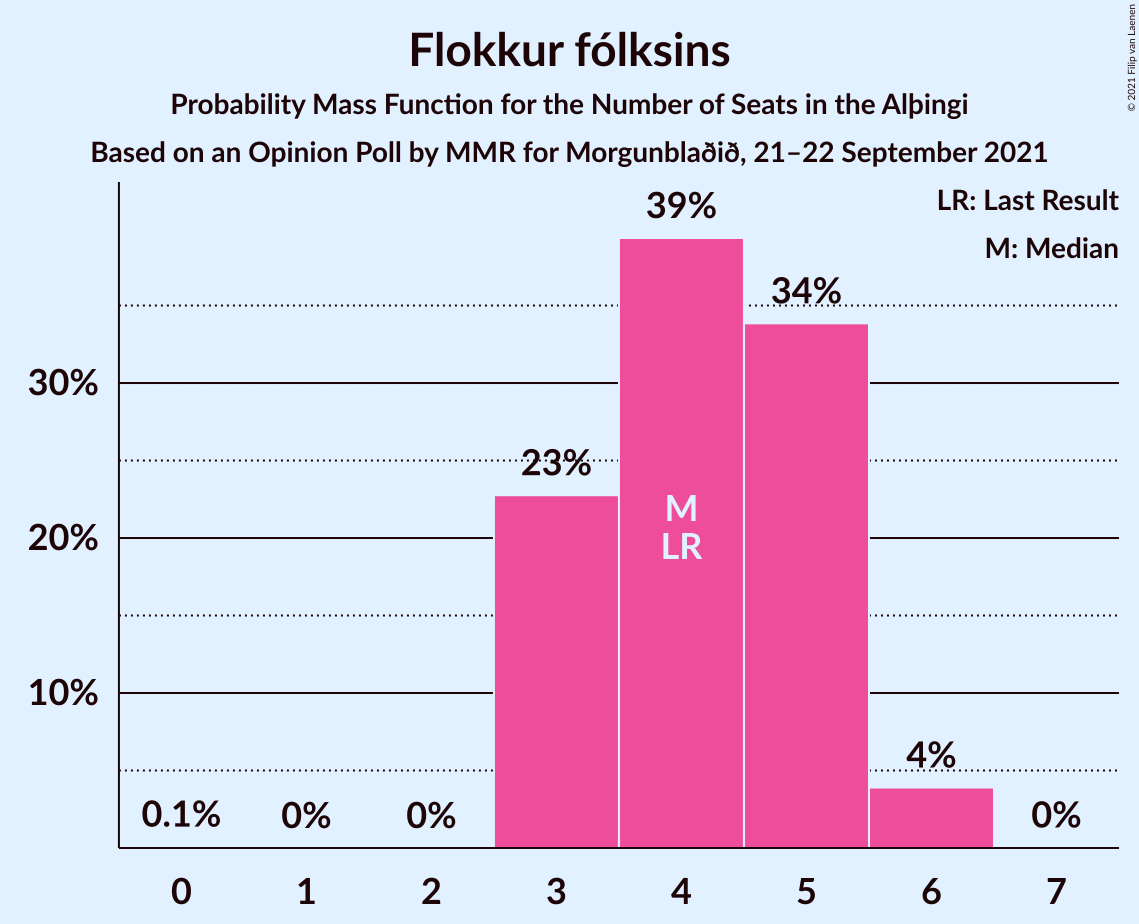 Flokkur fólksins
Probability Mass Function for the Number of Seats in the Alþingi
Based on an Opinion Poll by MMR for Morgunblaðið, 21–22 September 2021
© 2021 Filip van Laenen
LR: Last Result
M: Median
39%
34%
30%
23%
M
LR
20%
10%
4%
0.1% 0% 0% 0%
0 1 2 3 4 5 6 7